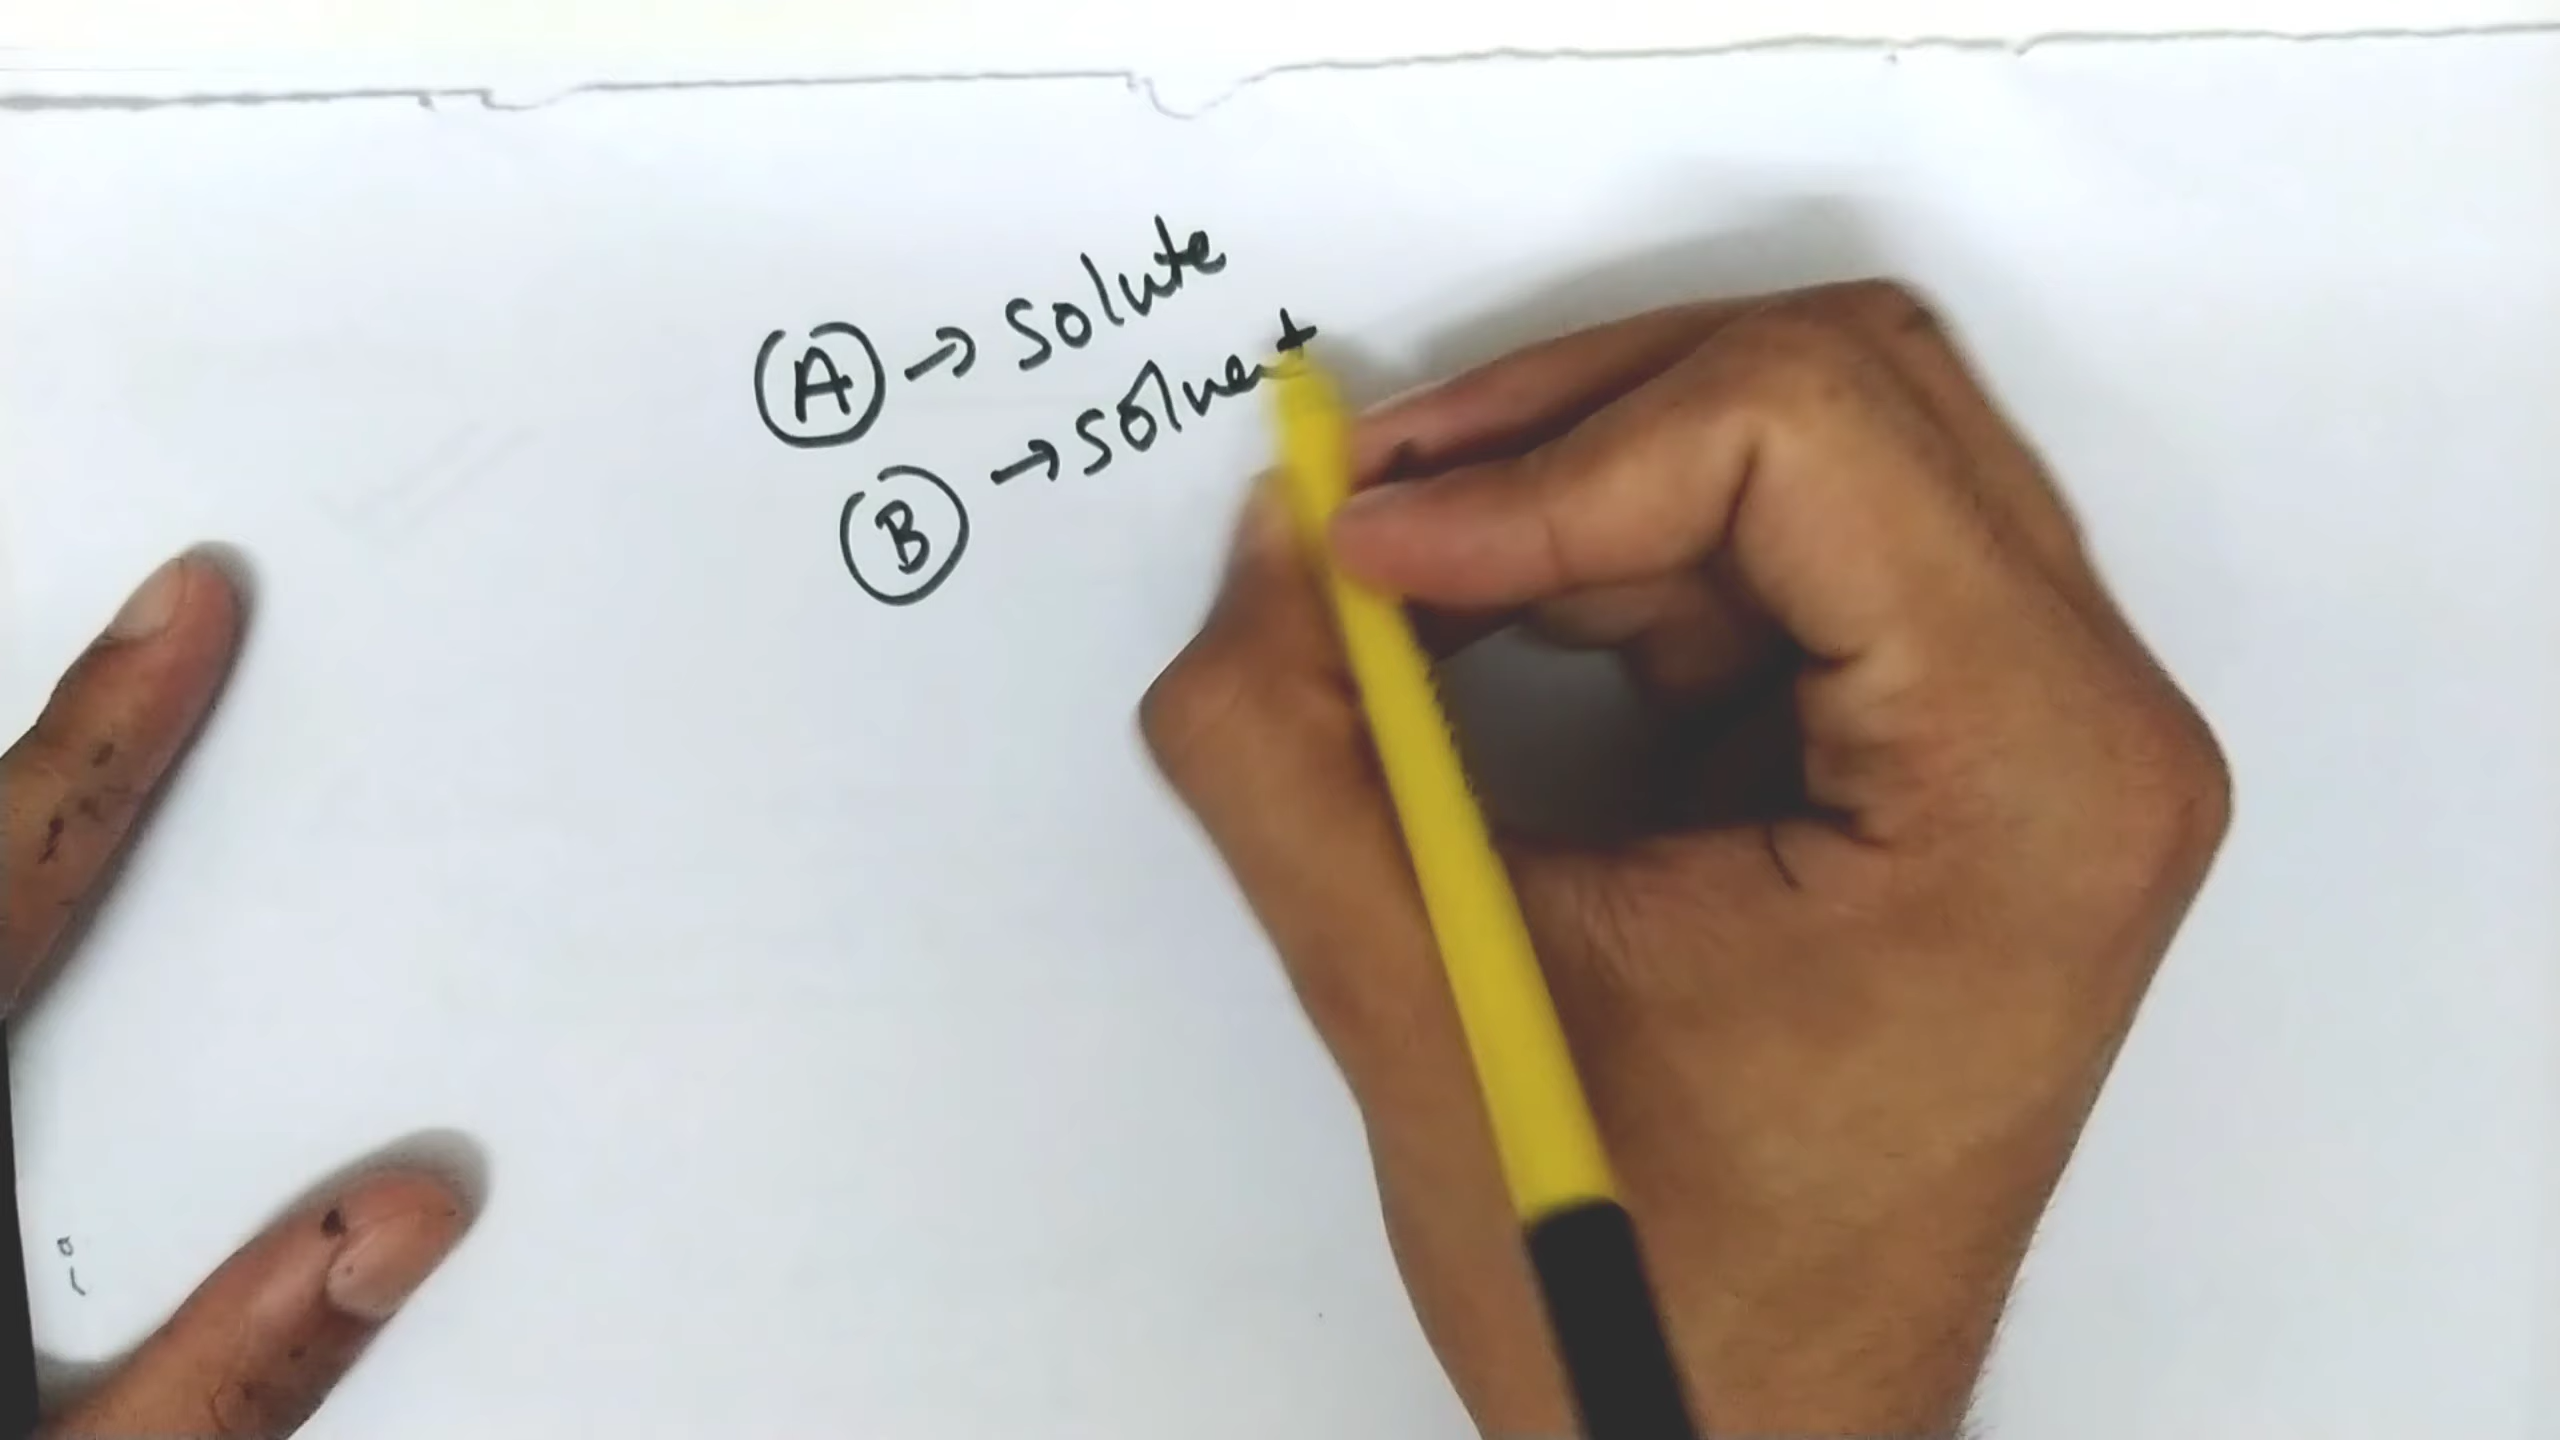 A → Solute
B → Solvent